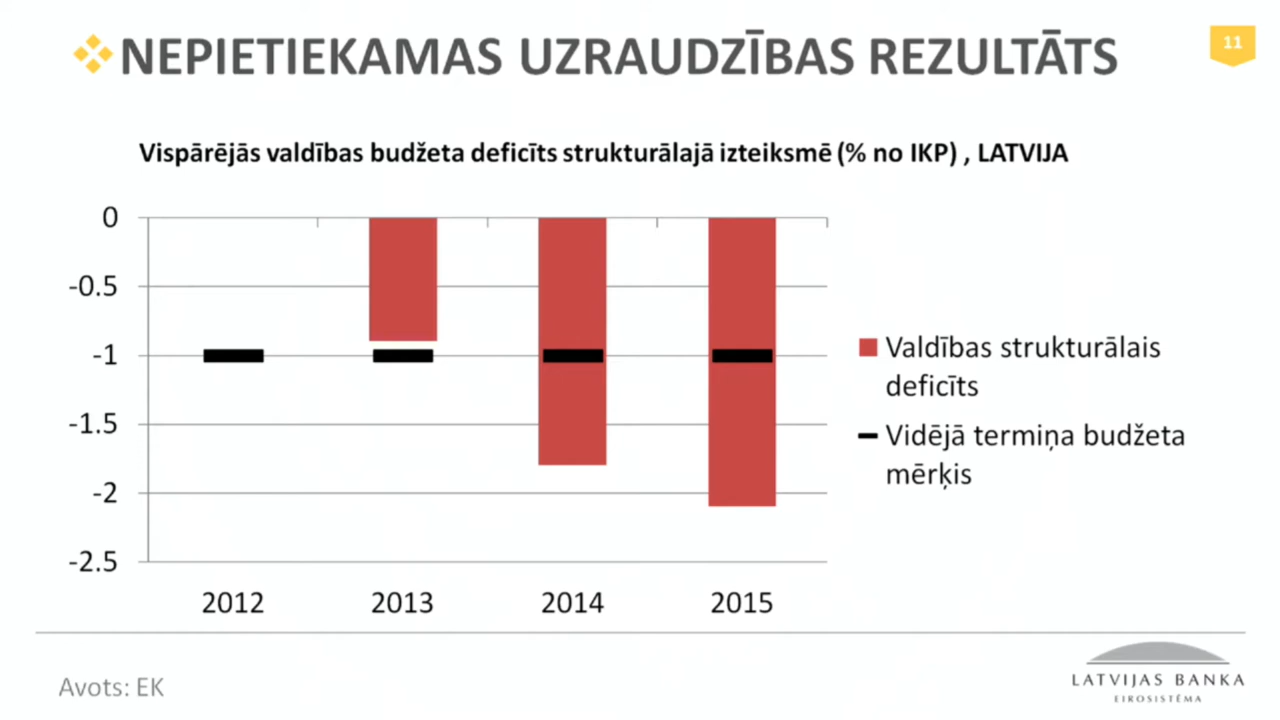 NEPIETIEKAMAS UZRAUDZĪBAS REZULTĀTS
11
Vispārējās valdības budžeta deficīts strukturālajā izteiksmē (% no IKP) , LATVIJA
0
-0.5
-1
-1.5
-2
-2.5
2012 2013 2014 2015
Valdības strukturālais
deficīts
Vidējā termiņa budžeta
mērķis
Avots: EK
LATVIJAS BANKA
EIROSISTĒMA